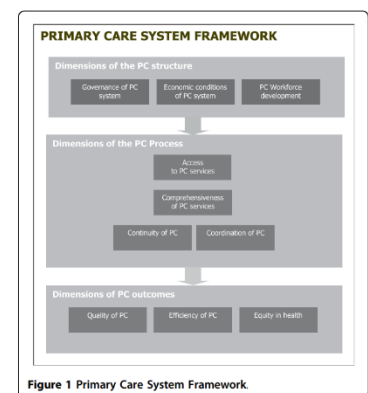 PRIMARY CARE SYSTEM FRAMEWORK
Dimensions of the PC structure
Governance of PC
system
Economic conditions
of PC system
PC Workforce
development
Dimensions of the PC Process
Access
to PC services
Comprehensiveness
of PC services
Continuity of PC
Coordination of PC
Dimensions of PC outcomes
Quality of PC
Efficiency of PC
Equity in health
Figure 1 Primary Care System Framework.